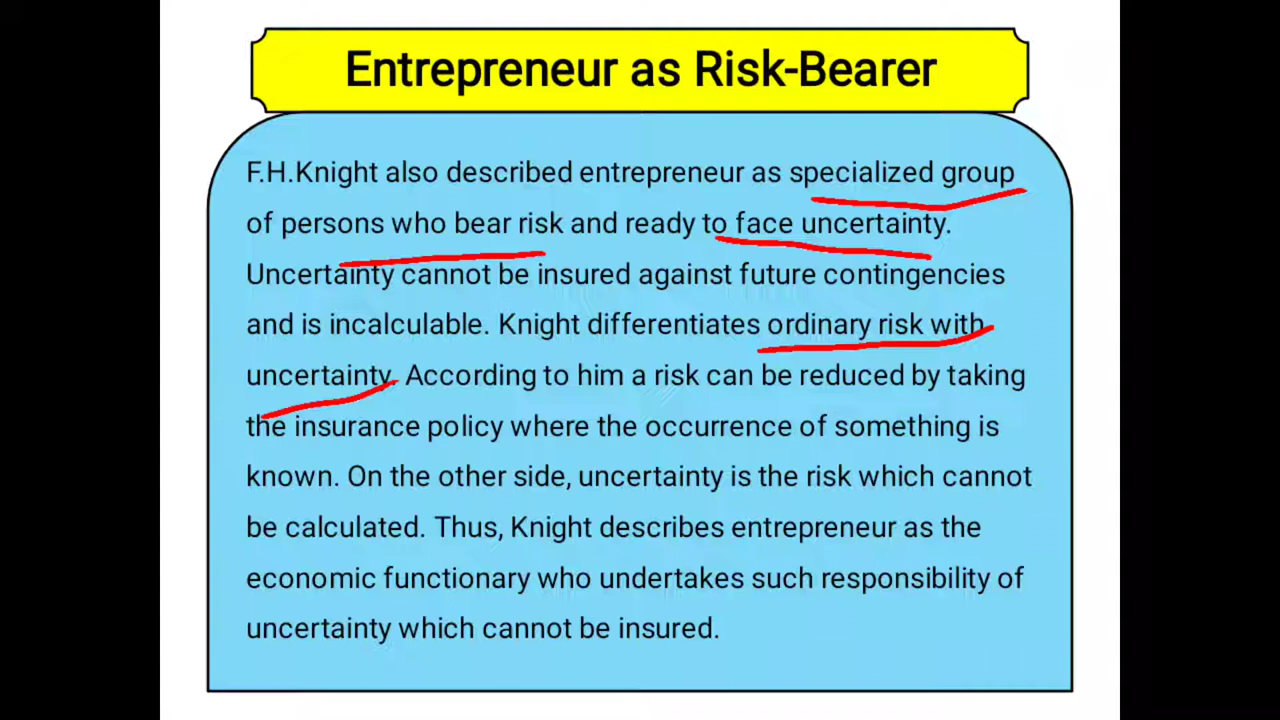 Entrepreneur as Risk-Bearer
F.H.Knight also described entrepreneur as specialized group
of persons who bear risk and ready to face uncertainty.
Uncertainty cannot be insured against future contingencies
and is incalculable. Knight differentiates ordinary risk with
uncertainty. According to him a risk can be reduced by taking
the insurance policy where the occurrence of something is
known. On the other side, uncertainty is the risk which cannot
be calculated. Thus, Knight describes entrepreneur as the
economic functionary who undertakes such responsibility of
uncertainty which cannot be insured.